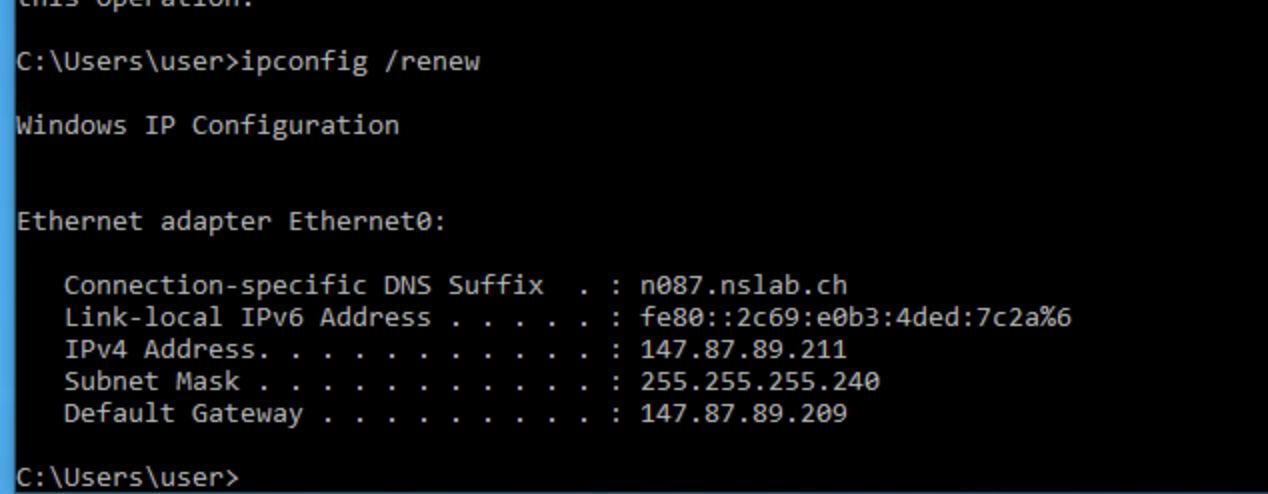 this operation.
C:\Users\user>ipconfig /renew
Windows IP Configuration
Ethernet adapter Ethernet0:
Connection-specific DNS Suffix  . : n087.nslab.ch
Link-local IPv6 Address . . . . . : fe80::2c69:e0b3:4ded:7c2a%6
IPv4 Address. . . . . . . . . . . : 147.87.89.211
Subnet Mask . . . . . . . . . . . : 255.255.255.240
Default Gateway . . . . . . . . . : 147.87.89.209
C:\Users\user>